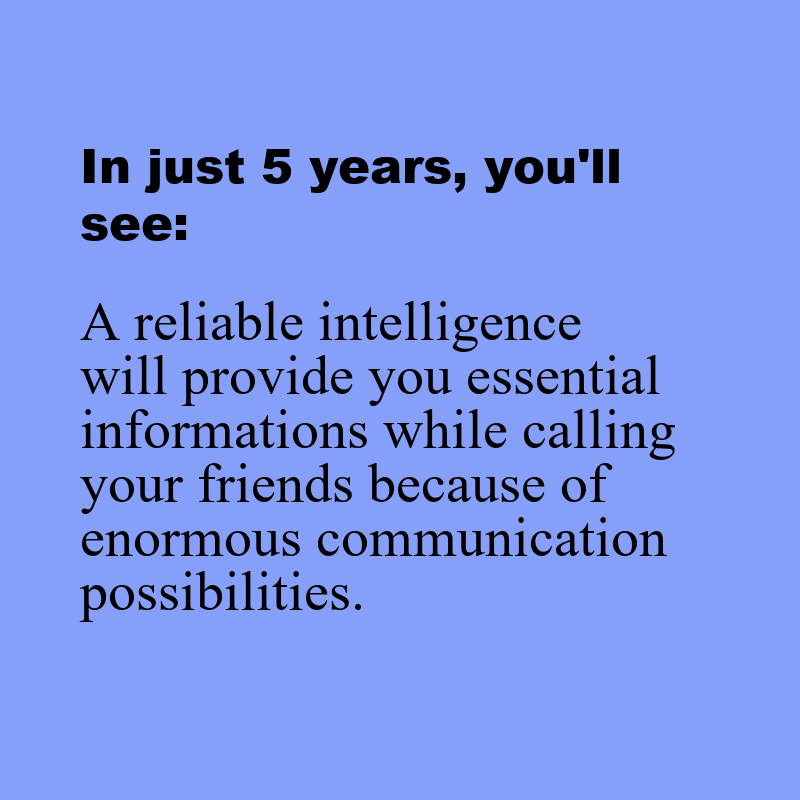 In just 5 years, you'll
see:
A reliable intelligence
will provide you essential
informations while calling
your friends because of
enormous communication
possibilities.